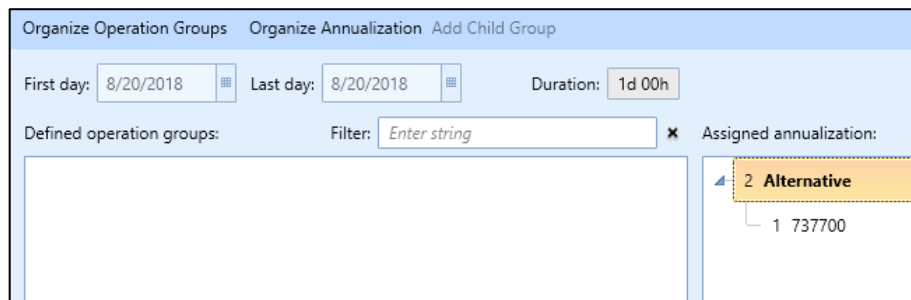 Organize Operation Groups Organize Annualization Add Child Group
First day: 8/20/2018 Last day: 8/20/2018 Duration: 1d 00h
Defined operation groups: Filter: Enter string Assigned annualization:
2 Alternative
1 737700